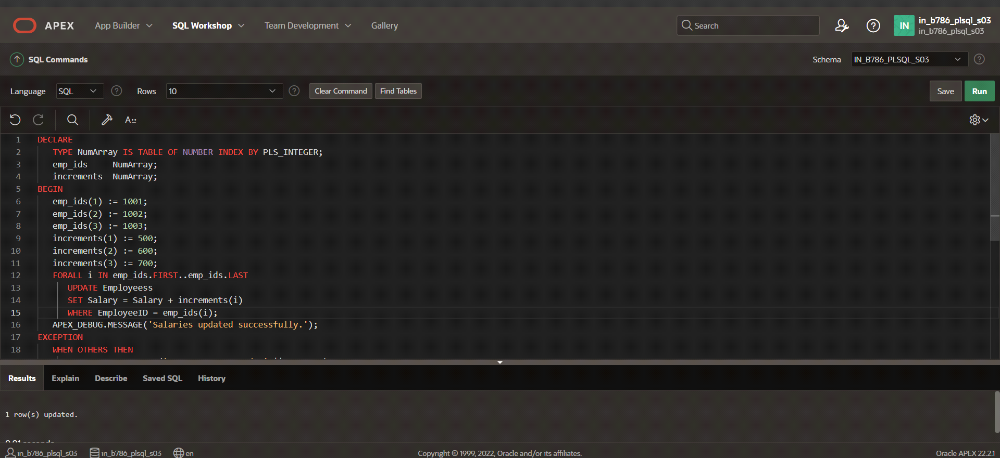 APEX App Builder SQL Workshop Team Development Gallery Search in_b786_plsql_s03
IN in_b786_plsql_s03
SQL Commands Schema IN_B786_PLSQL_S03
Language SQL Rows 10 Clear Command Find Tables Save Run
A::
1 DECLARE
2 TYPE NumArray IS TABLE OF NUMBER INDEX BY PLS_INTEGER;
3 emp_ids NumArray;
4 increments NumArray;
5 BEGIN
6 emp_ids(1) := 1001;
7 emp_ids(2) := 1002;
8 emp_ids(3) := 1003;
9 increments(1) := 500;
10 increments(2) := 600;
11 increments(3) := 700;
12 FORALL i IN emp_ids.FIRST..emp_ids.LAST
13 UPDATE Employeess
14 SET Salary = Salary + increments(i)
15 WHERE EmployeeID = emp_ids(i);
16 APEX_DEBUG.MESSAGE('Salaries updated successfully.');
17 EXCEPTION
18 WHEN OTHERS THEN
Results Explain Describe Saved SQL History
1 row(s) updated.
in_b786_plsql_s03 in_b786_plsql_s03 en Copyright © 1999, 2022, Oracle and/or its affiliates. Oracle APEX 22.2.1